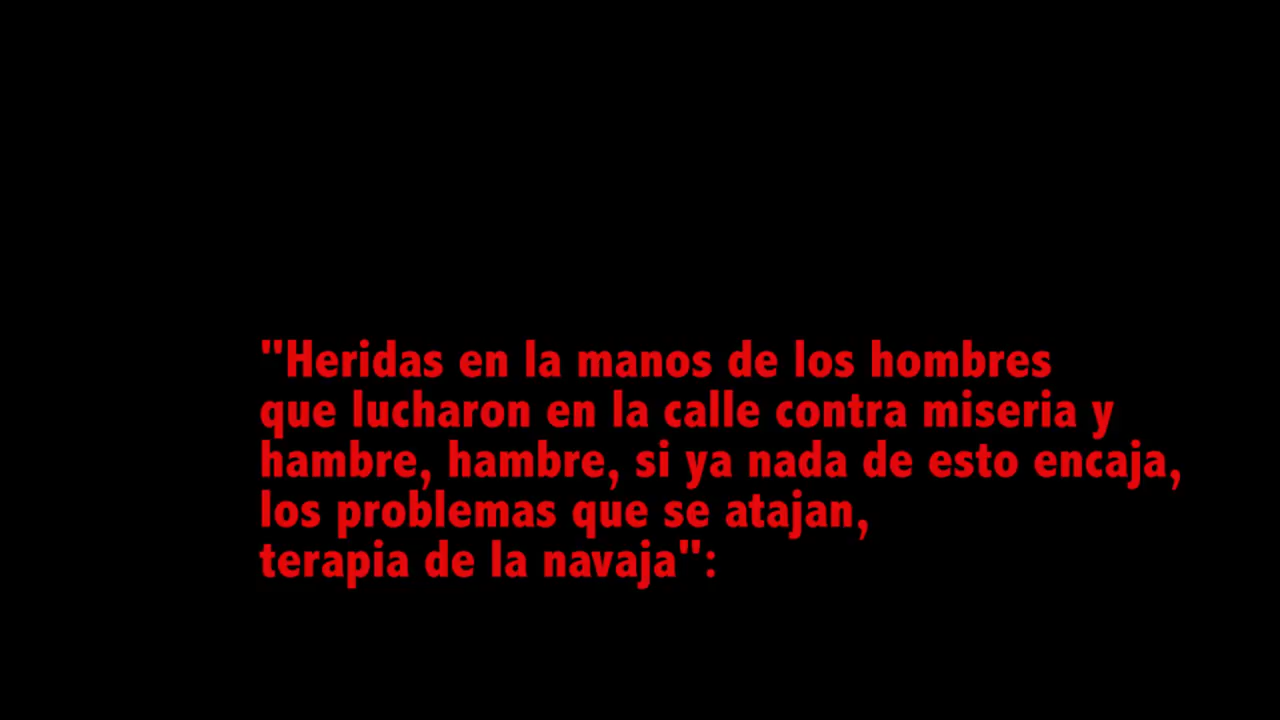 "Heridas en la manos de los hombres
que lucharon en la calle contra miseria y
hambre, hambre, si ya nada de esto encaja,
los problemas que se atajan,
terapia de la navaja":